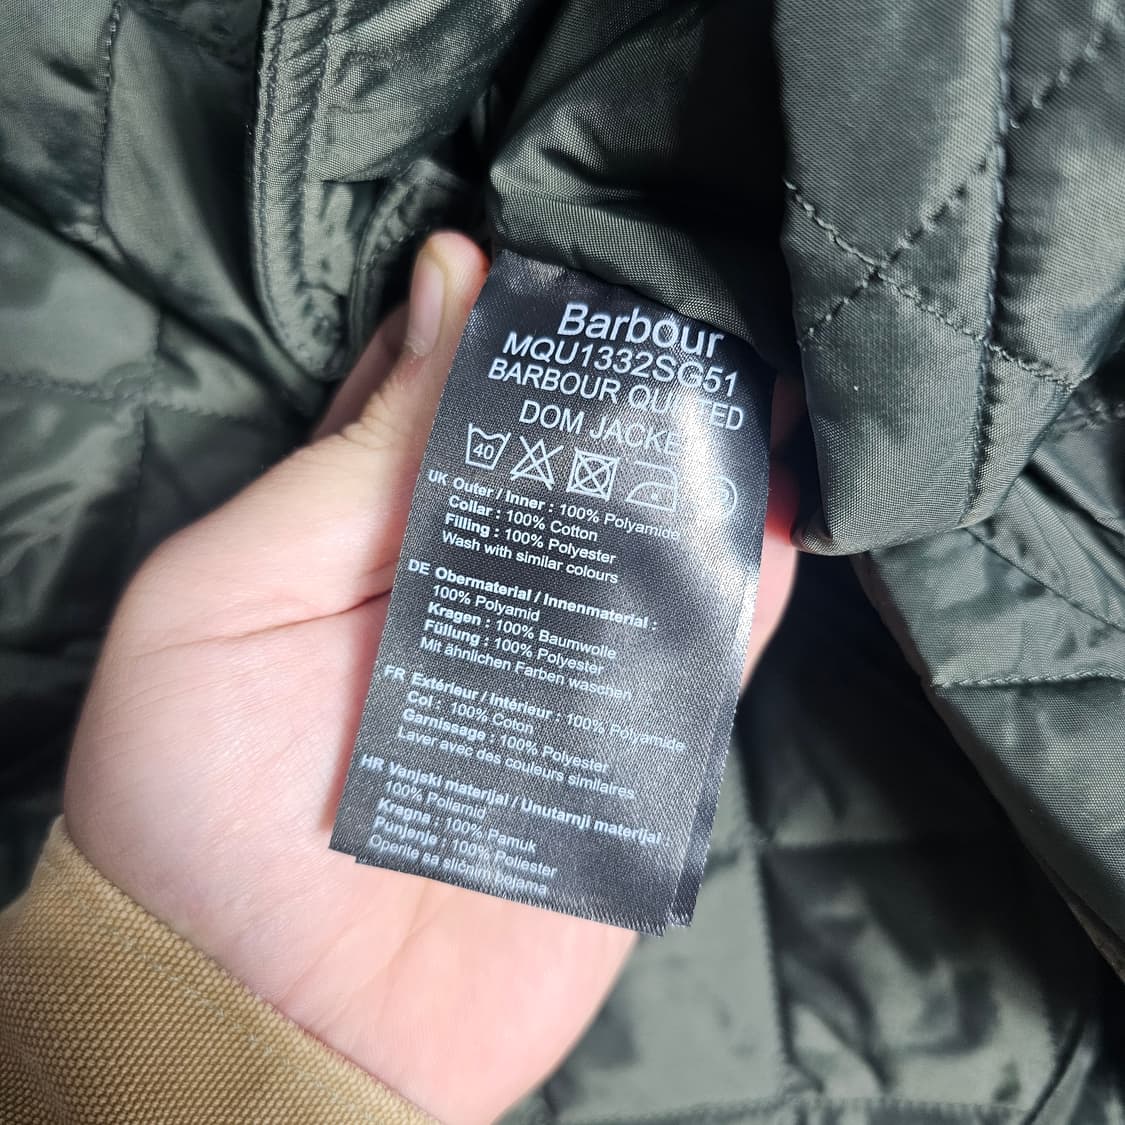 Barbour
MQU1332SG51
BARBOUR QUILTED
DOM JACKET
40
UK Outer / Inner : 100% Polyamide
Collar : 100% Cotton
Filling : 100% Polyester
Wash with similar colours
DE Obermaterial / Innenmaterial :
100% Polyamid
Kragen : 100% Baumwolle
Füllung : 100% Polyester
Mit ähnlichen Farben waschen
FR Extérieur / Intérieur : 100% Polyamide
Col : 100% Coton
Garnissage : 100% Polyester
Laver avec des couleurs similaires
HR Vanjski materijal / Unutarnji materijal :
100% Poliamid
Kragna : 100% Pamuk
Punjenje : 100% Poliester
Operite sa sličnim bojama